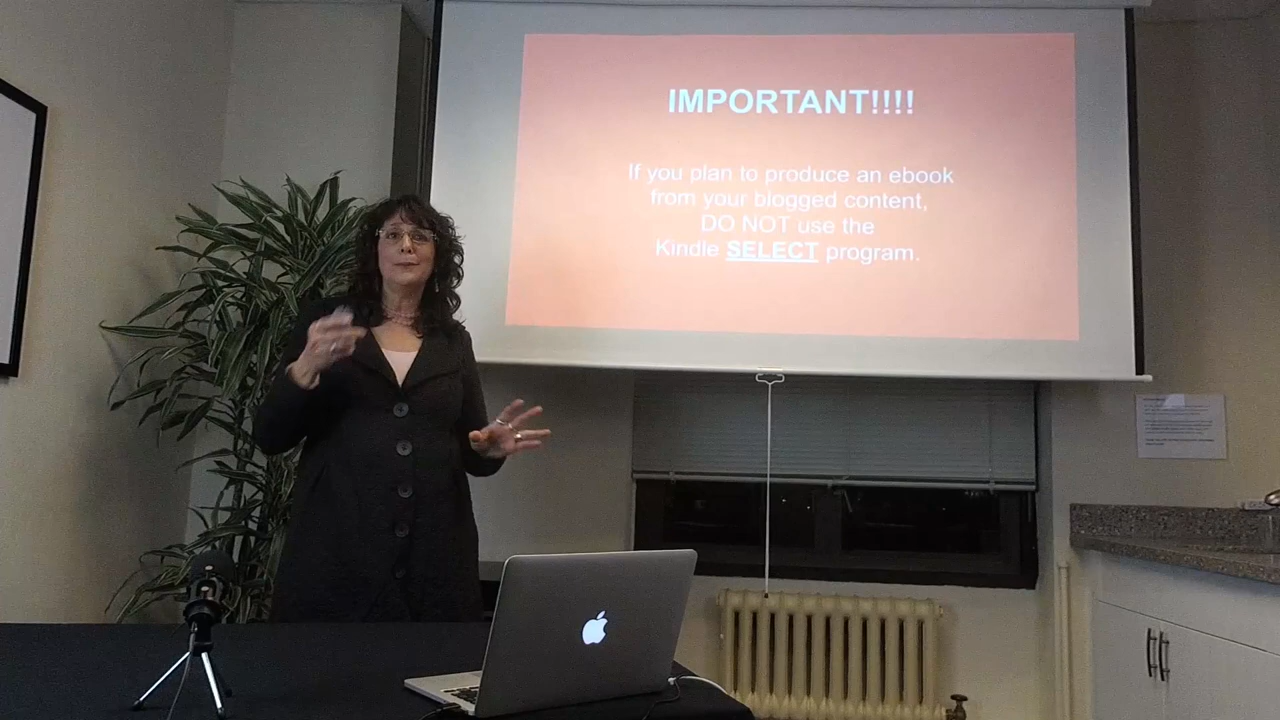 IMPORTANT!!!!
If you plan to produce an ebook
from your blogged content,
DO NOT use the
Kindle SELECT program.